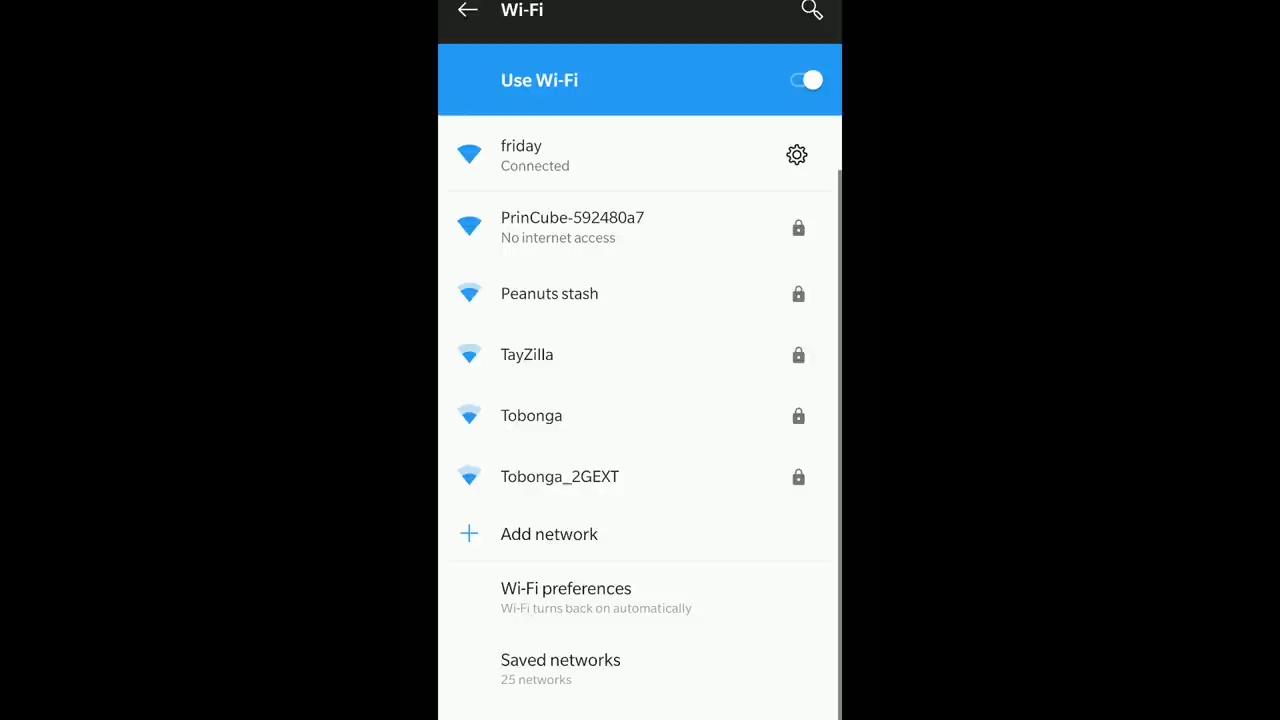 Wi-Fi
Use Wi-Fi
friday
Connected
PrinCube-592480a7
No internet access
Peanuts stash
TayZilla
Tobonga
Tobonga_2GEXT
Add network
Wi-Fi preferences
Wi-Fi turns back on automatically
Saved networks
25 networks